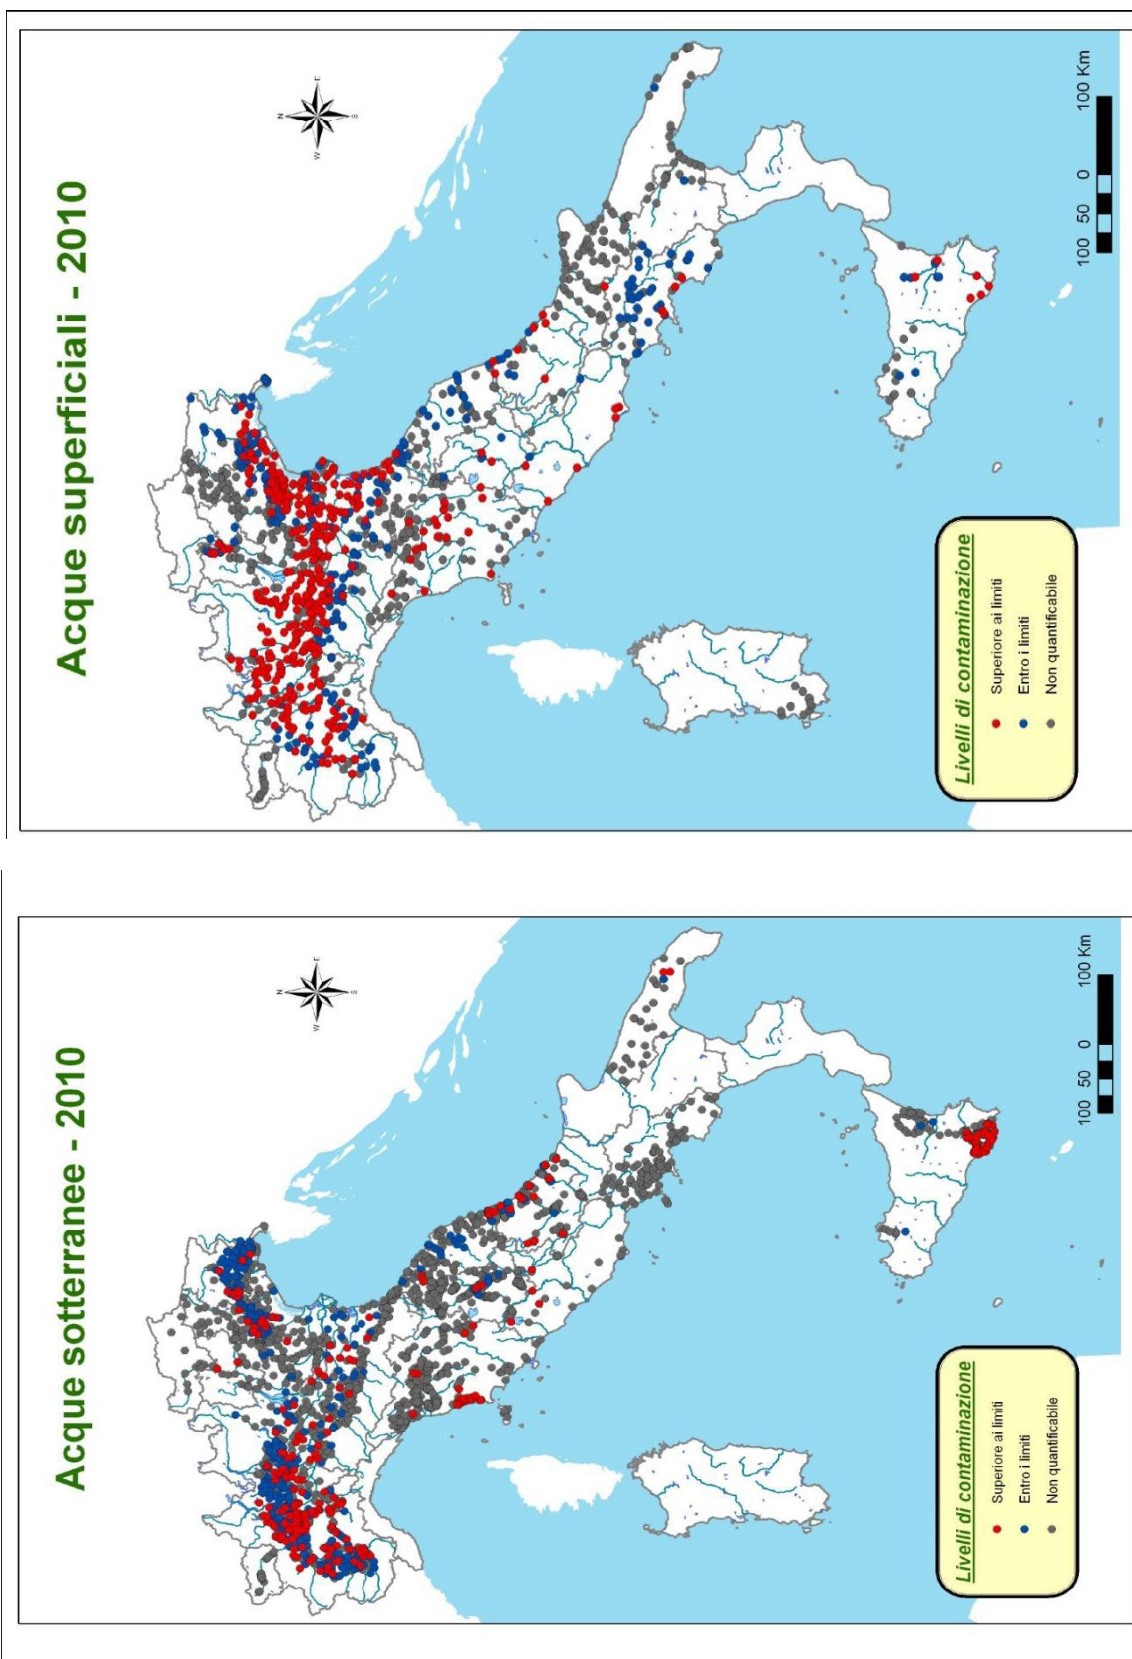 Acque superficiali - 2010
N
E
S
W
Livelli di contaminazione
Superiore ai limiti
Entro i limiti
Non quantificabile
100 50 0 100 Km
Acque sotterranee - 2010
N
E
S
W
Livelli di contaminazione
Superiore ai limiti
Entro i limiti
Non quantificabile
100 50 0 100 Km